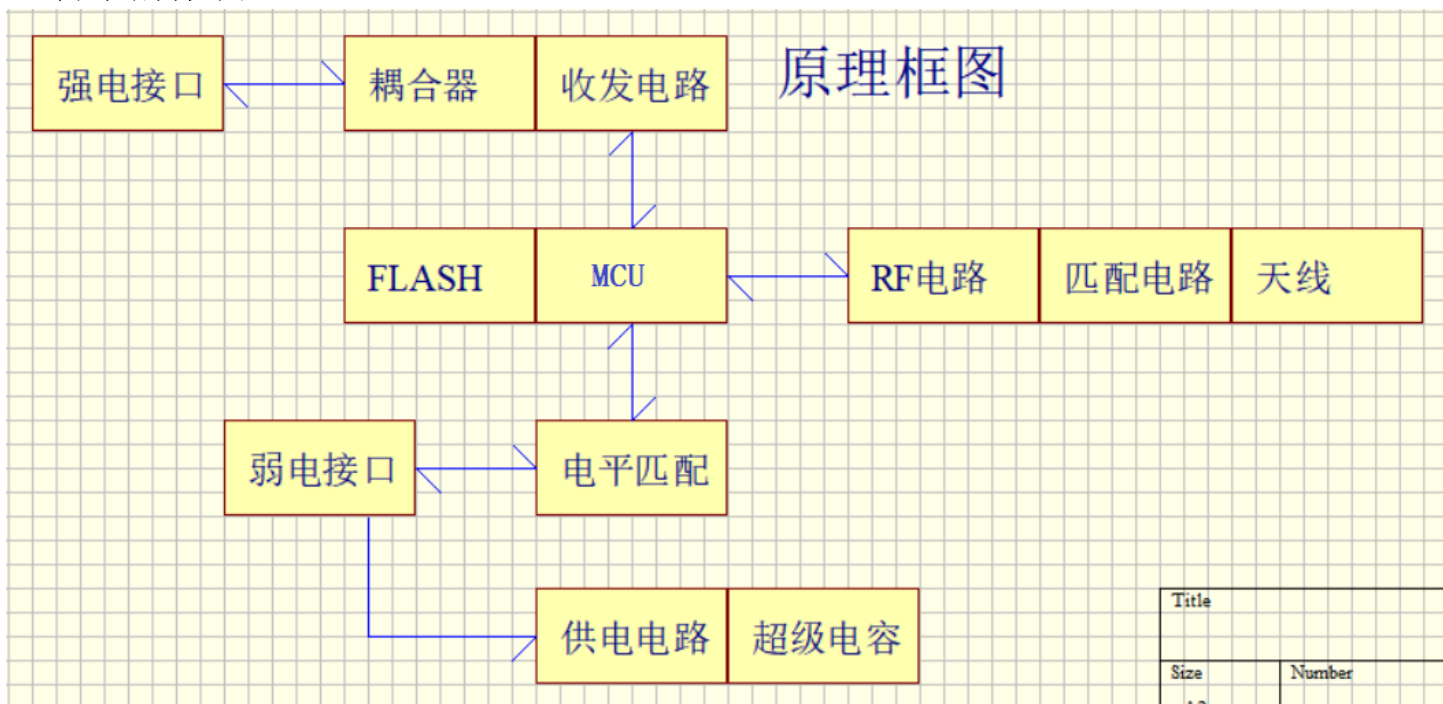 原理框图
强电接口
耦合器
收发电路
FLASH
MCU
RF电路
匹配电路
天线
弱电接口
电平匹配
供电电路
超级电容
Title
Size
Number